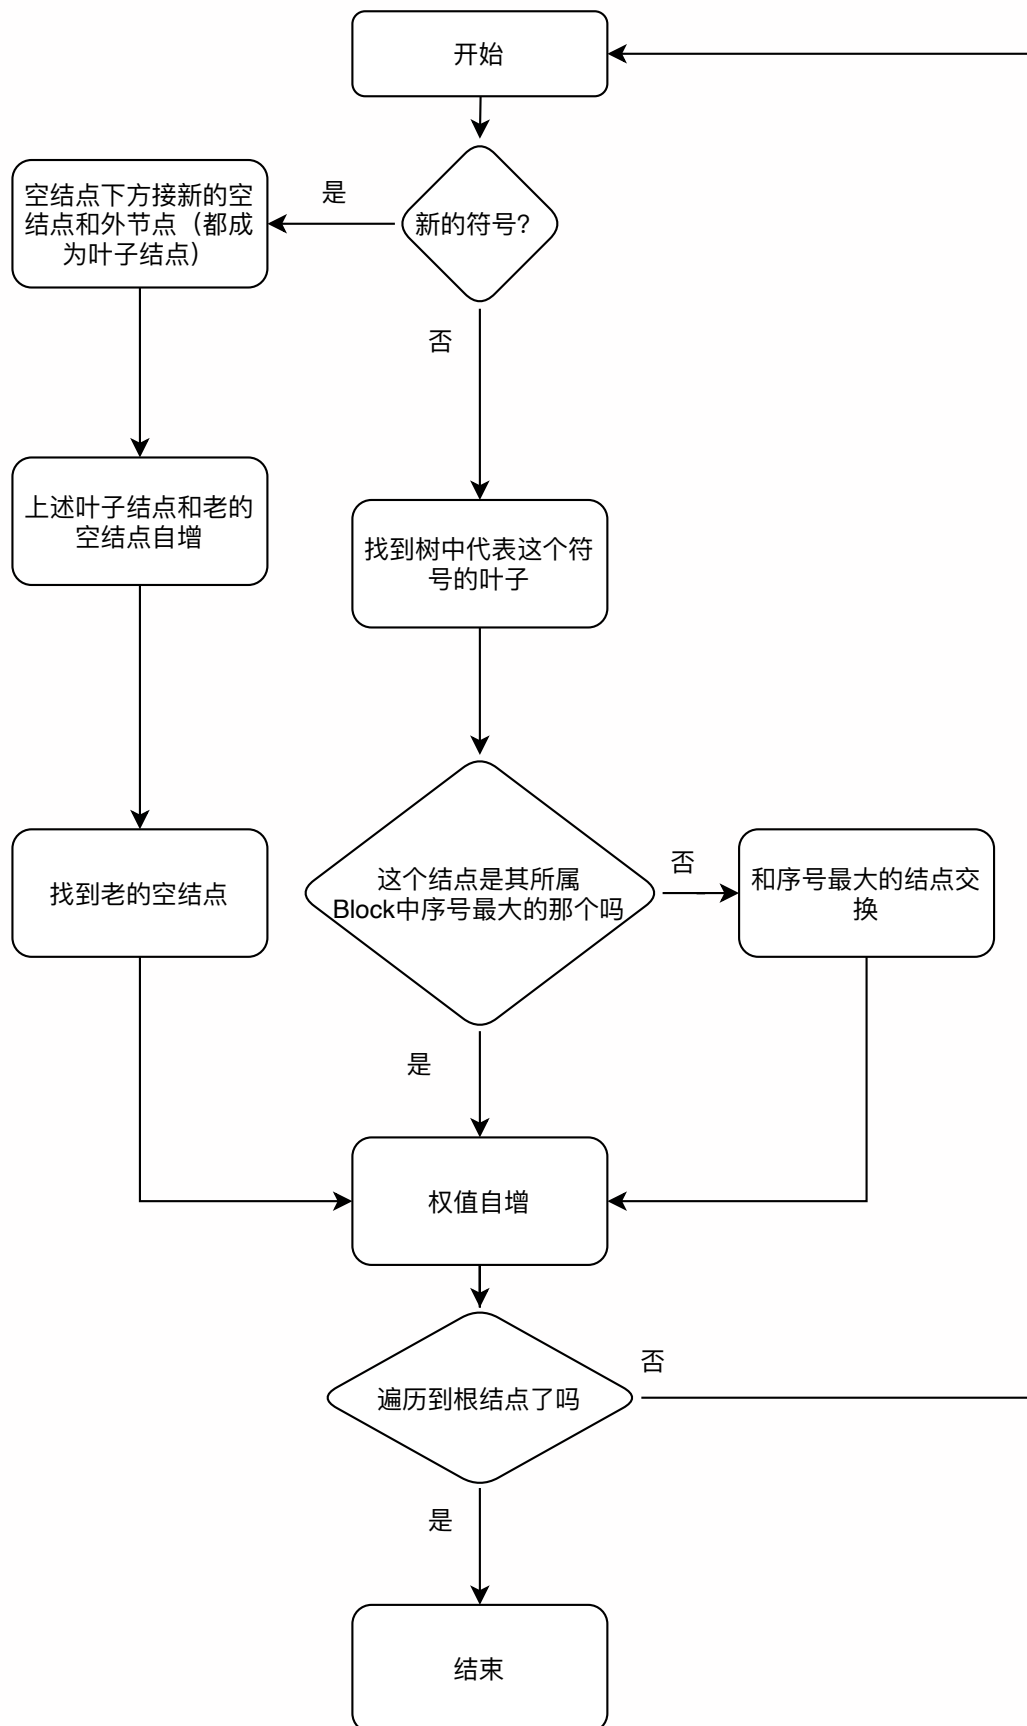 开始
是
新的符号？
空结点下方接新的空
结点和外节点（都成
为叶子结点）
否
上述叶子结点和老的
空结点自增
找到树中代表这个符
号的叶子
找到老的空结点
这个结点是其所属
Block中序号最大的那个吗
否
和序号最大的结点交
换
是
权值自增
遍历到根结点了吗
否
是
结束